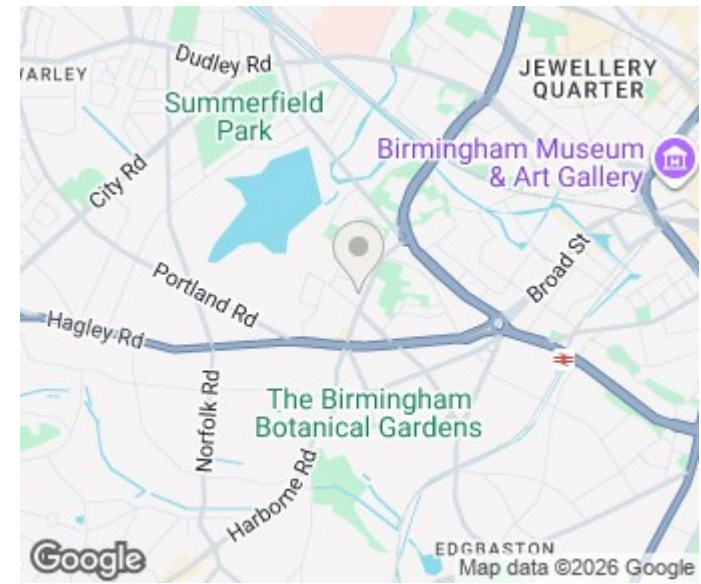 Dudley Rd
JEWELLERY
QUARTER
Summerfield
Park
Birmingham Museum
& Art Gallery
City Rd
Broad St
Portland Rd
Hagley Rd
Norfolk Rd
The Birmingham
Botanical Gardens
Harborne Rd
EDGBASTON
Google
Map data ©2026 Google